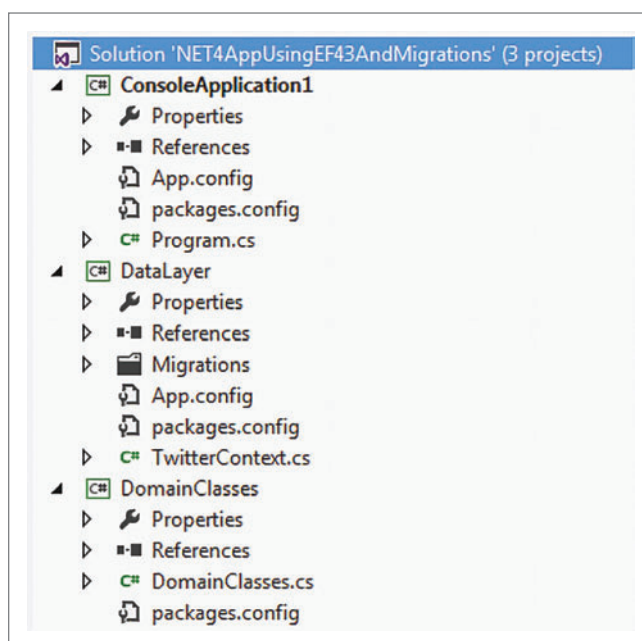 Solution 'NET4AppUsingEF43AndMigrations' (3 projects)
C# ConsoleApplication1
Properties
References
App.config
packages.config
C# Program.cs
C# DataLayer
Properties
References
Migrations
App.config
packages.config
C# TwitterContext.cs
C# DomainClasses
Properties
References
C# DomainClasses.cs
packages.config